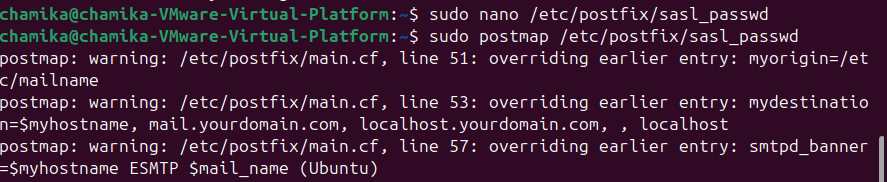 chamika@chamika-VMware-Virtual-Platform:~$ sudo nano /etc/postfix/sasl_passwd
chamika@chamika-VMware-Virtual-Platform:~$ sudo postmap /etc/postfix/sasl_passwd
postmap: warning: /etc/postfix/main.cf, line 51: overriding earlier entry: myorigin=/et
c/mailname
postmap: warning: /etc/postfix/main.cf, line 53: overriding earlier entry: mydestinatio
n=$myhostname, mail.yourdomain.com, localhost.yourdomain.com, , localhost
postmap: warning: /etc/postfix/main.cf, line 57: overriding earlier entry: smtpd_banner
=$myhostname ESMTP $mail_name (Ubuntu)